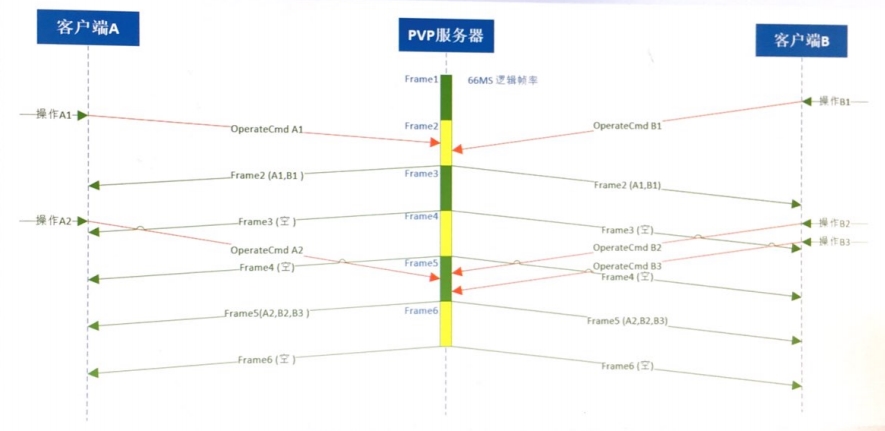 客户端A
PVP服务器
客户端B
Frame1
66MS 逻辑帧率
操作A1
操作B1
OperateCmd A1
Frame2
OperateCmd B1
Frame2 (A1,B1 )
Frame3
Frame2 (A1,B1)
操作A2
Frame3 (空)
Frame4
Frame3 (空)
操作B2
操作B3
OperateCmd A2
OperateCmd B2
Frame4 (空)
Frame5
OperateCmd B3
Frame4 (空)
Frame5(A2,B2,B3 )
Frame6
Frame5 (A2,B2,B3)
Frame6 (空 )
Frame6 (空)